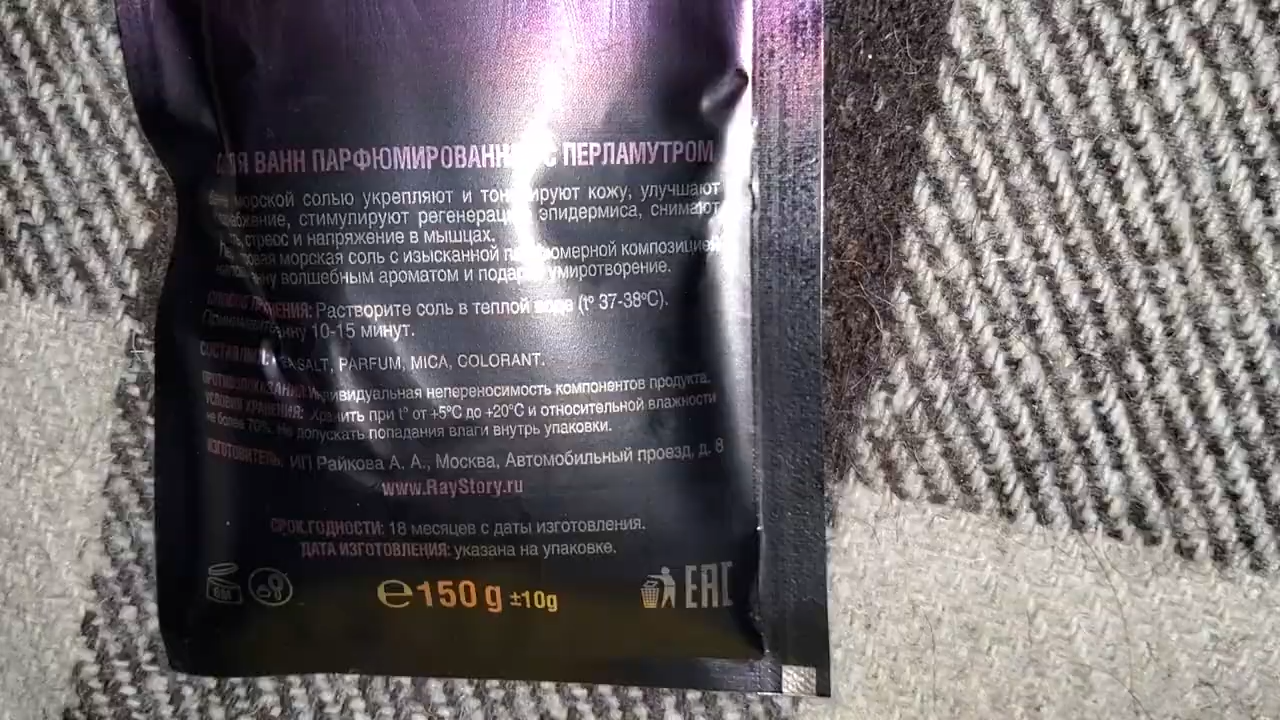 ДЛЯ ВАНН ПАРФЮМИРОВАНН С ПЕРЛАМУТРОМ
морской солью укрепляют и тонизируют кожу, улучшают
стимулируют регенерацию эпидермиса, снимают
стресс и напряжение в мышцах.
морская соль с изысканной парфюмерной композицией
волшебным ароматом и подарит умиротворение.
Растворите соль в теплой воде (t° 37-38°C).
10-15 минут.
PARFUM, MICA, COLORANT.
ПРОТИВОПОКАЗАНИЯ: Индивидуальная непереносимость компонентов продукта.
УСЛОВИЯ ХРАНЕНИЯ: Хранить при t° от +5°C до +20°C и относительной влажности
не более 70%. Не допускать попадания влаги внутрь упаковки.
ИЗГОТОВИТЕЛЬ: ИП Райкова А. А., Москва, Автомобильный проезд, д. 8
www.RayStory.ru
СРОК ГОДНОСТИ: 18 месяцев с даты изготовления.
ДАТА ИЗГОТОВЛЕНИЯ: указана на упаковке.
6M ℮150 g ±10g EAC